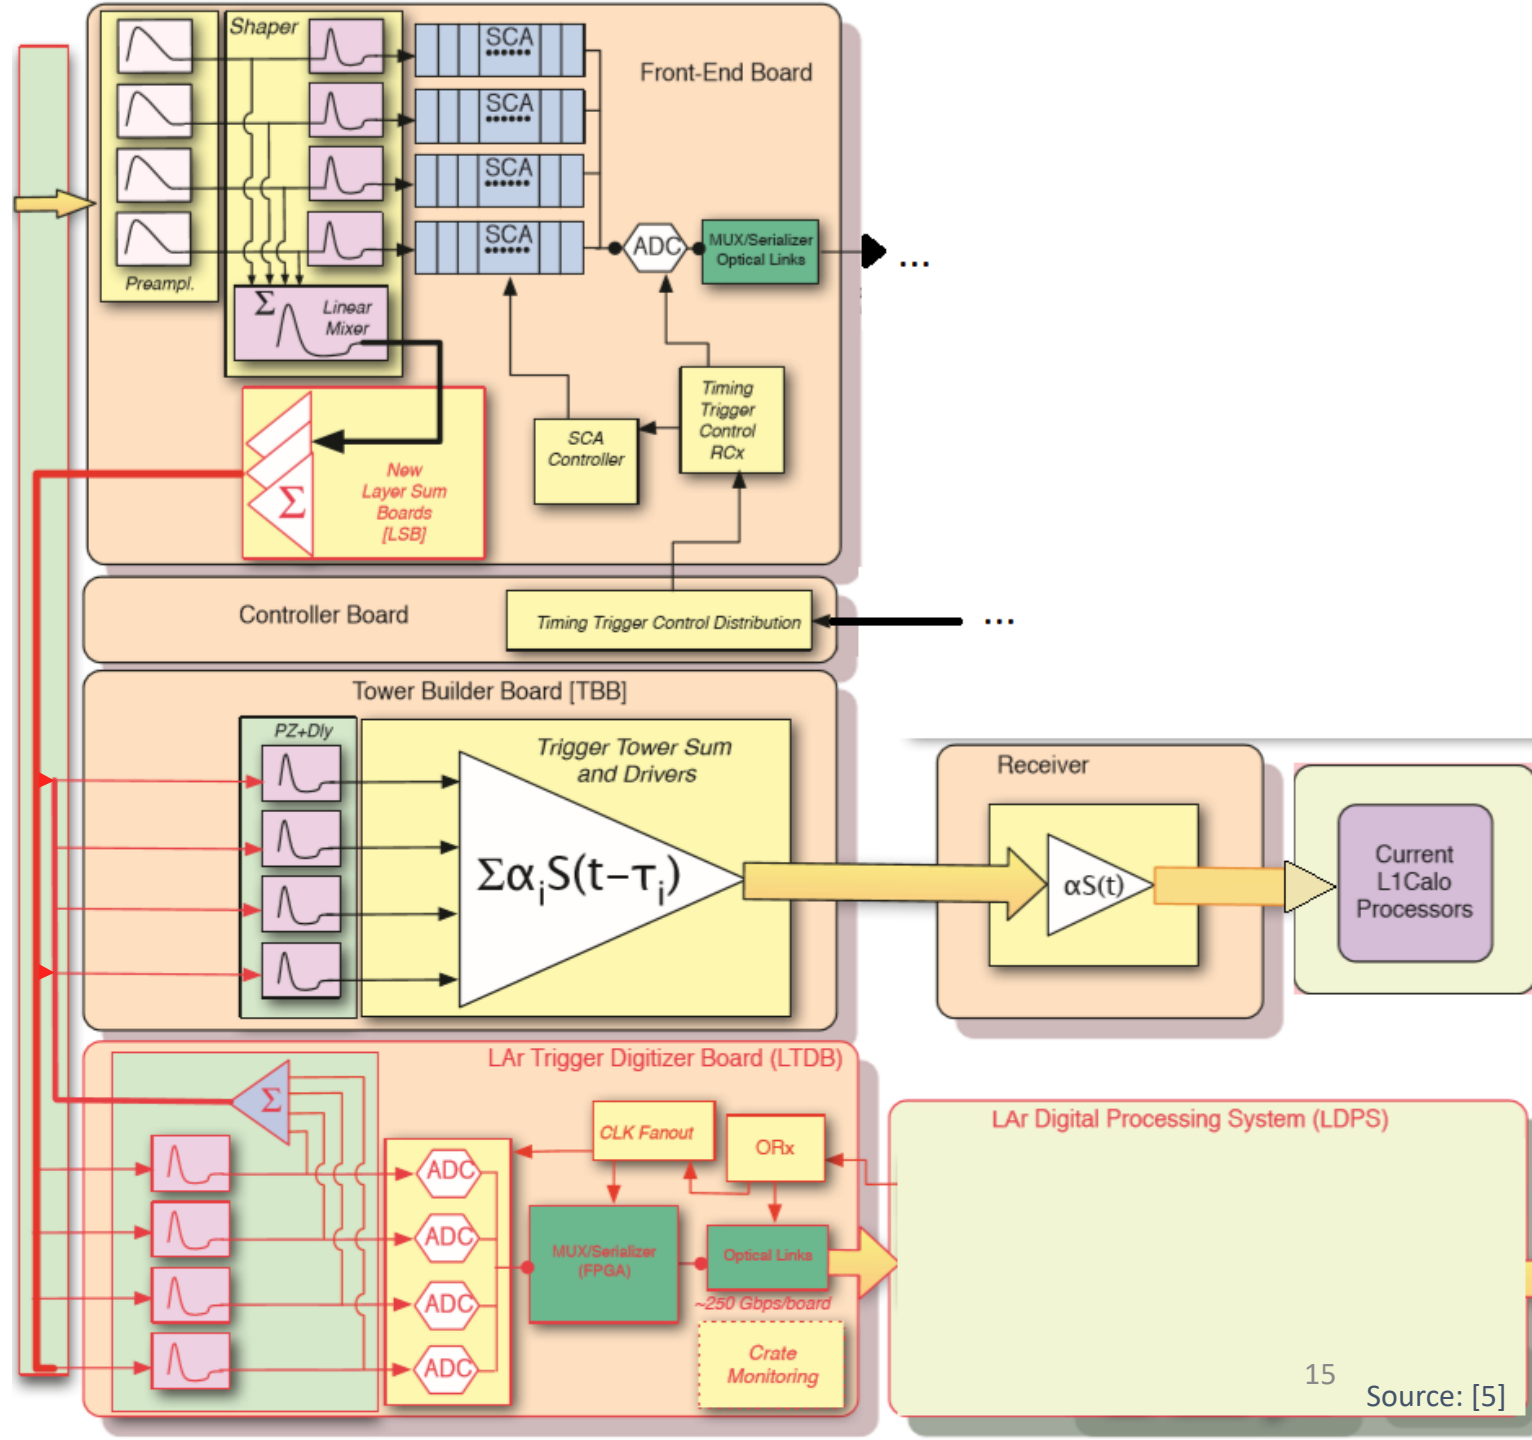 Shaper
SCA
SCA
SCA
SCA
Front-End Board
ADC
MUX/Serializer
Optical Links
...
Preampl.
Σ
Linear
Mixer
Timing
Trigger
Control
RCx
SCA
Controller
New
Layer Sum
Boards
[LSB]
Σ
Controller Board
Timing Trigger Control Distribution
...
Tower Builder Board [TBB]
PZ+Dly
Trigger Tower Sum
and Drivers
Σαᵢ S(t−τᵢ)
Receiver
αS(t)
Current
L1Calo
Processors
LAr Trigger Digitizer Board (LTDB)
Σ
CLK Fanout
ORx
ADC
ADC
ADC
ADC
MUX/Serializer
(FPGA)
Optical Links
~250 Gbps/board
Crate
Monitoring
LAr Digital Processing System (LDPS)
15
Source: [5]